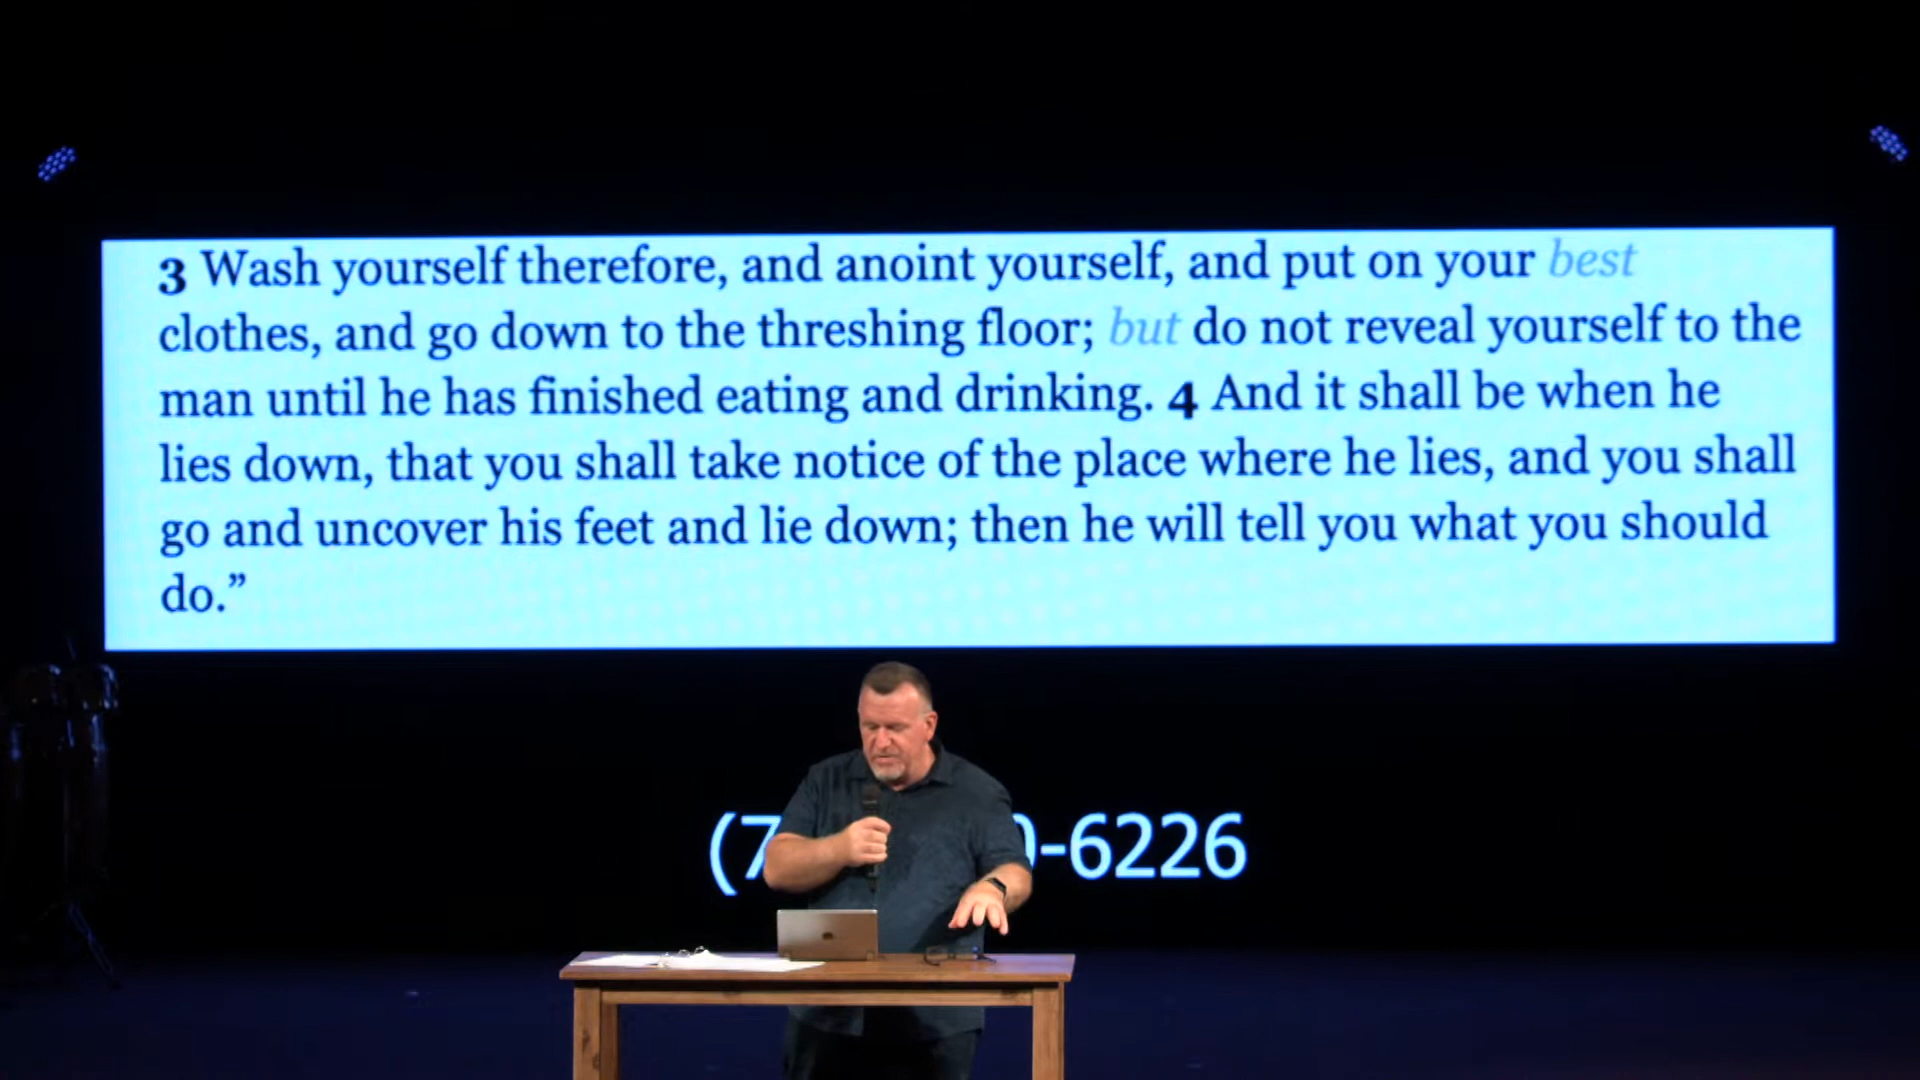 3 Wash yourself therefore, and anoint yourself, and put on your best
clothes, and go down to the threshing floor; but do not reveal yourself to the
man until he has finished eating and drinking. 4 And it shall be when he
lies down, that you shall take notice of the place where he lies, and you shall
go and uncover his feet and lie down; then he will tell you what you should
do.”
(7 0-6226